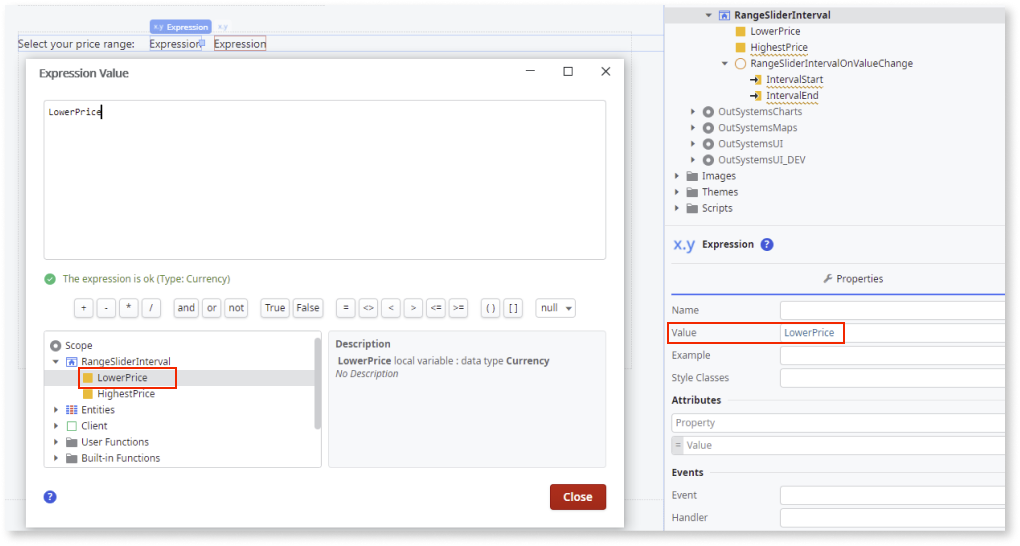 x.y Expression x.y
Select your price range: Expression Expression
Expression Value
LowerPrice
The expression is ok (Type: Currency)
+ - * / and or not True False = <> < > <= >= ( ) [ ] null
Scope
RangeSliderInterval
LowerPrice
HighestPrice
Entities
Client
User Functions
Built-in Functions
Description
LowerPrice local variable : data type Currency
No Description
?
Close
RangeSliderInterval
LowerPrice
HighestPrice
RangeSliderIntervalOnValueChange
IntervalStart
IntervalEnd
OutSystemsCharts
OutSystemsMaps
OutSystemsUI
OutSystemsUI_DEV
Images
Themes
Scripts
x.y Expression ?
Properties
Name
Value LowerPrice
Example
Style Classes
Attributes
Property
= Value
Events
Event
Handler